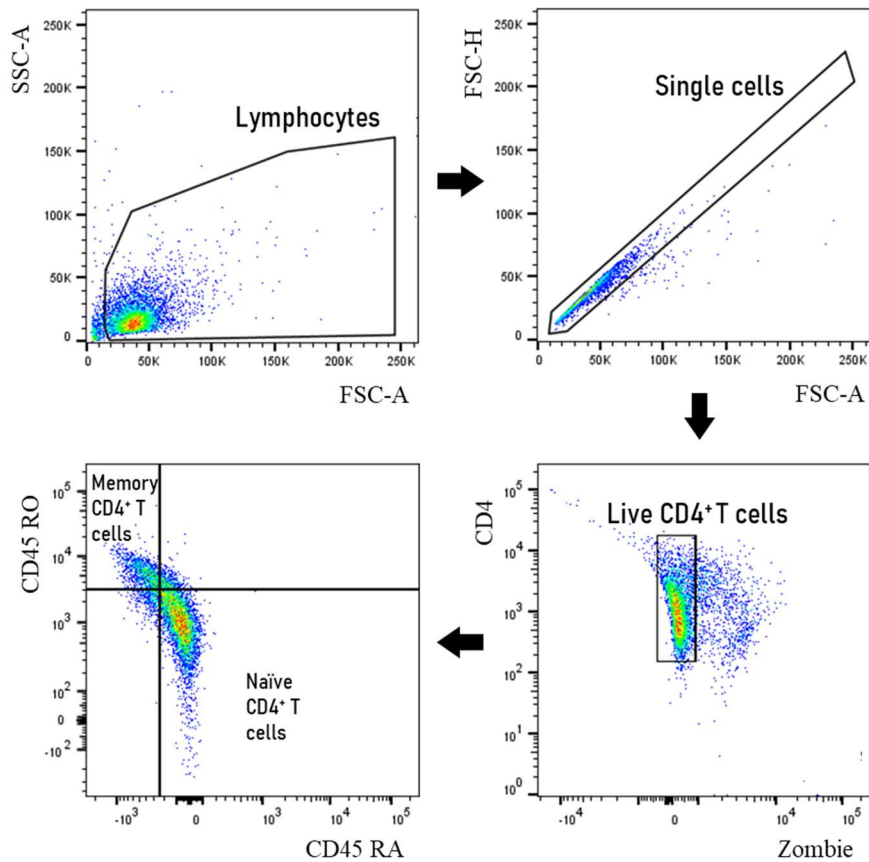 SSC-A
250K
200K
150K
100K
50K
0
Lymphocytes
0
50K
100K
150K
200K
250K
FSC-A
FSC-H
250K
200K
150K
100K
50K
0
Single cells
0
50K
100K
150K
200K
250K
FSC-A
CD45 RO
10⁵
10⁴
10³
10²
0
-10²
Memory
CD4⁺ T
cells
Naïve
CD4⁺ T
cells
-10³
0
10³
10⁴
10⁵
CD45 RA
CD4
10⁵
10⁴
10³
10²
10¹
10⁰
Live CD4⁺T cells
-10⁴
0
10⁴
10⁵
Zombie